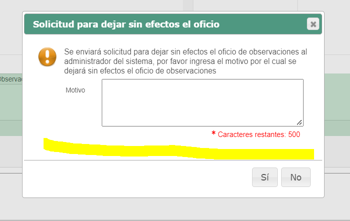 Solicitud para dejar sin efectos el oficio
Se enviará solicitud para dejar sin efectos el oficio de observaciones al
administrador del sistema, por favor ingresa el motivo por el cual se
dejará sin efectos el oficio de observaciones
Motivo
* Caracteres restantes: 500
Sí
No